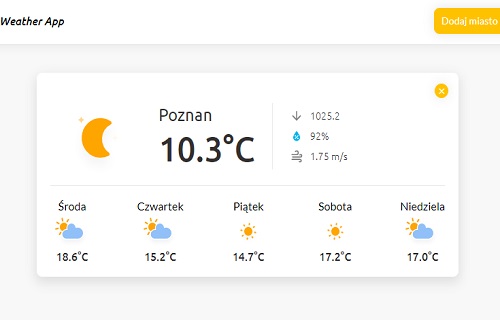 Weather App
Dodaj miasto
Poznan
10.3°C
1025.2
92%
1.75 m/s
Środa Czwartek Piątek Sobota Niedziela
18.6°C 15.2°C 14.7°C 17.2°C 17.0°C